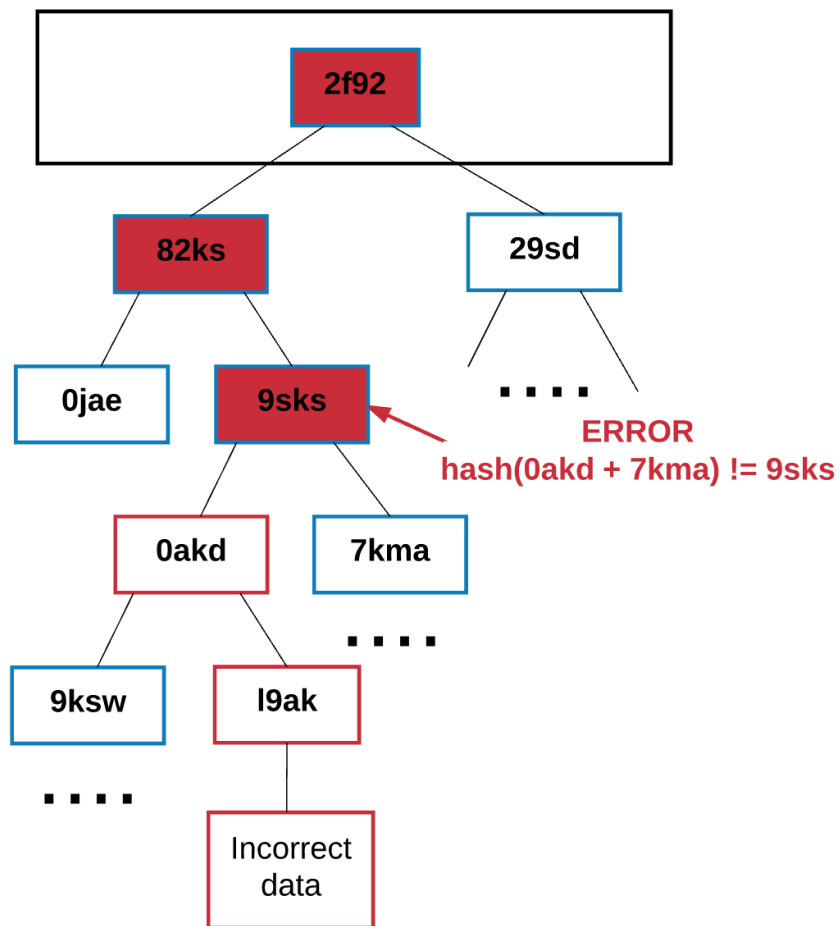 2f92
82ks
29sd
0jae
9sks
....
ERROR
hash(0akd + 7kma) != 9sks
0akd
7kma
....
9ksw
l9ak
....
Incorrect
data